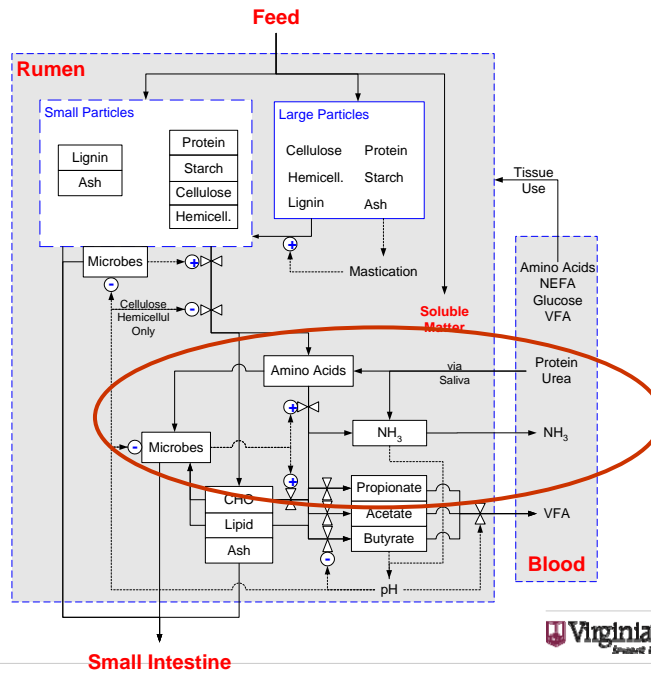 Feed
Rumen
Small Particles
Large Particles
Lignin
Ash
Protein
Starch
Cellulose
Hemicell.
Cellulose
Protein
Hemicell.
Starch
Lignin
Ash
Tissue
Use
Microbes
+
+
Mastication
Amino Acids
NEFA
Glucose
VFA
-
Cellulose
Hemicellul
Only
-
Soluble
Matter
Amino Acids
via
Saliva
Protein
Urea
+
Microbes
-
NH3
NH3
+
CHO
Lipid
Ash
Propionate
Acetate
Butyrate
VFA
-
pH
Blood
Virginia
Small Intestine